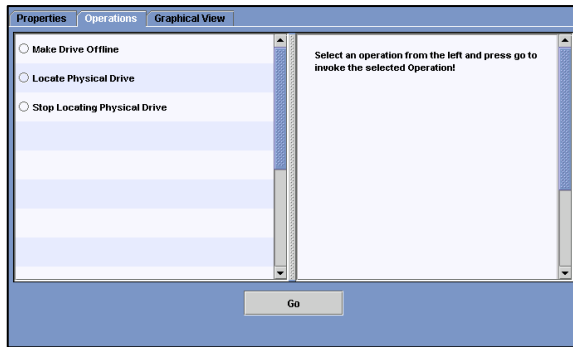 Properties Operations Graphical View
Make Drive Offline
Locate Physical Drive
Stop Locating Physical Drive
Select an operation from the left and press go to
invoke the selected Operation!
Go